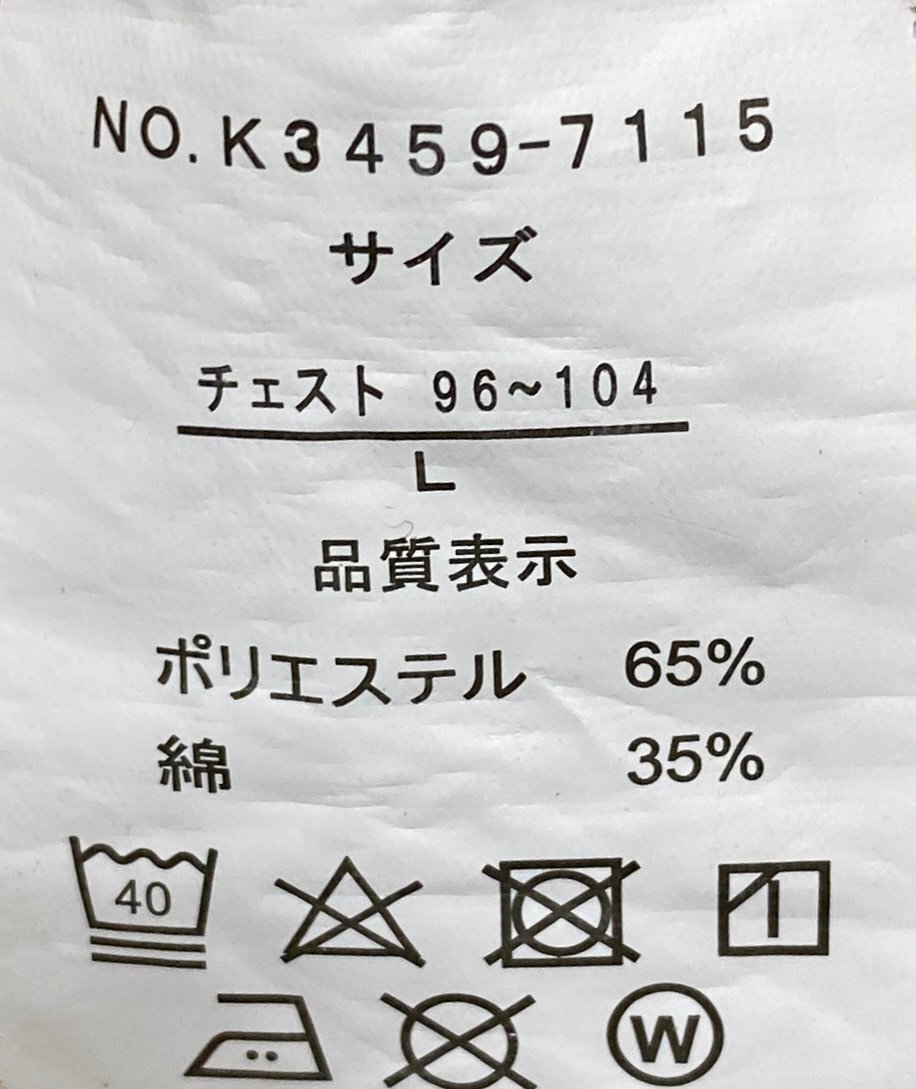 NO.K3459-7115
サイズ
チェスト 96~104
L
品質表示
ポリエステル 65%
綿 35%
40
W